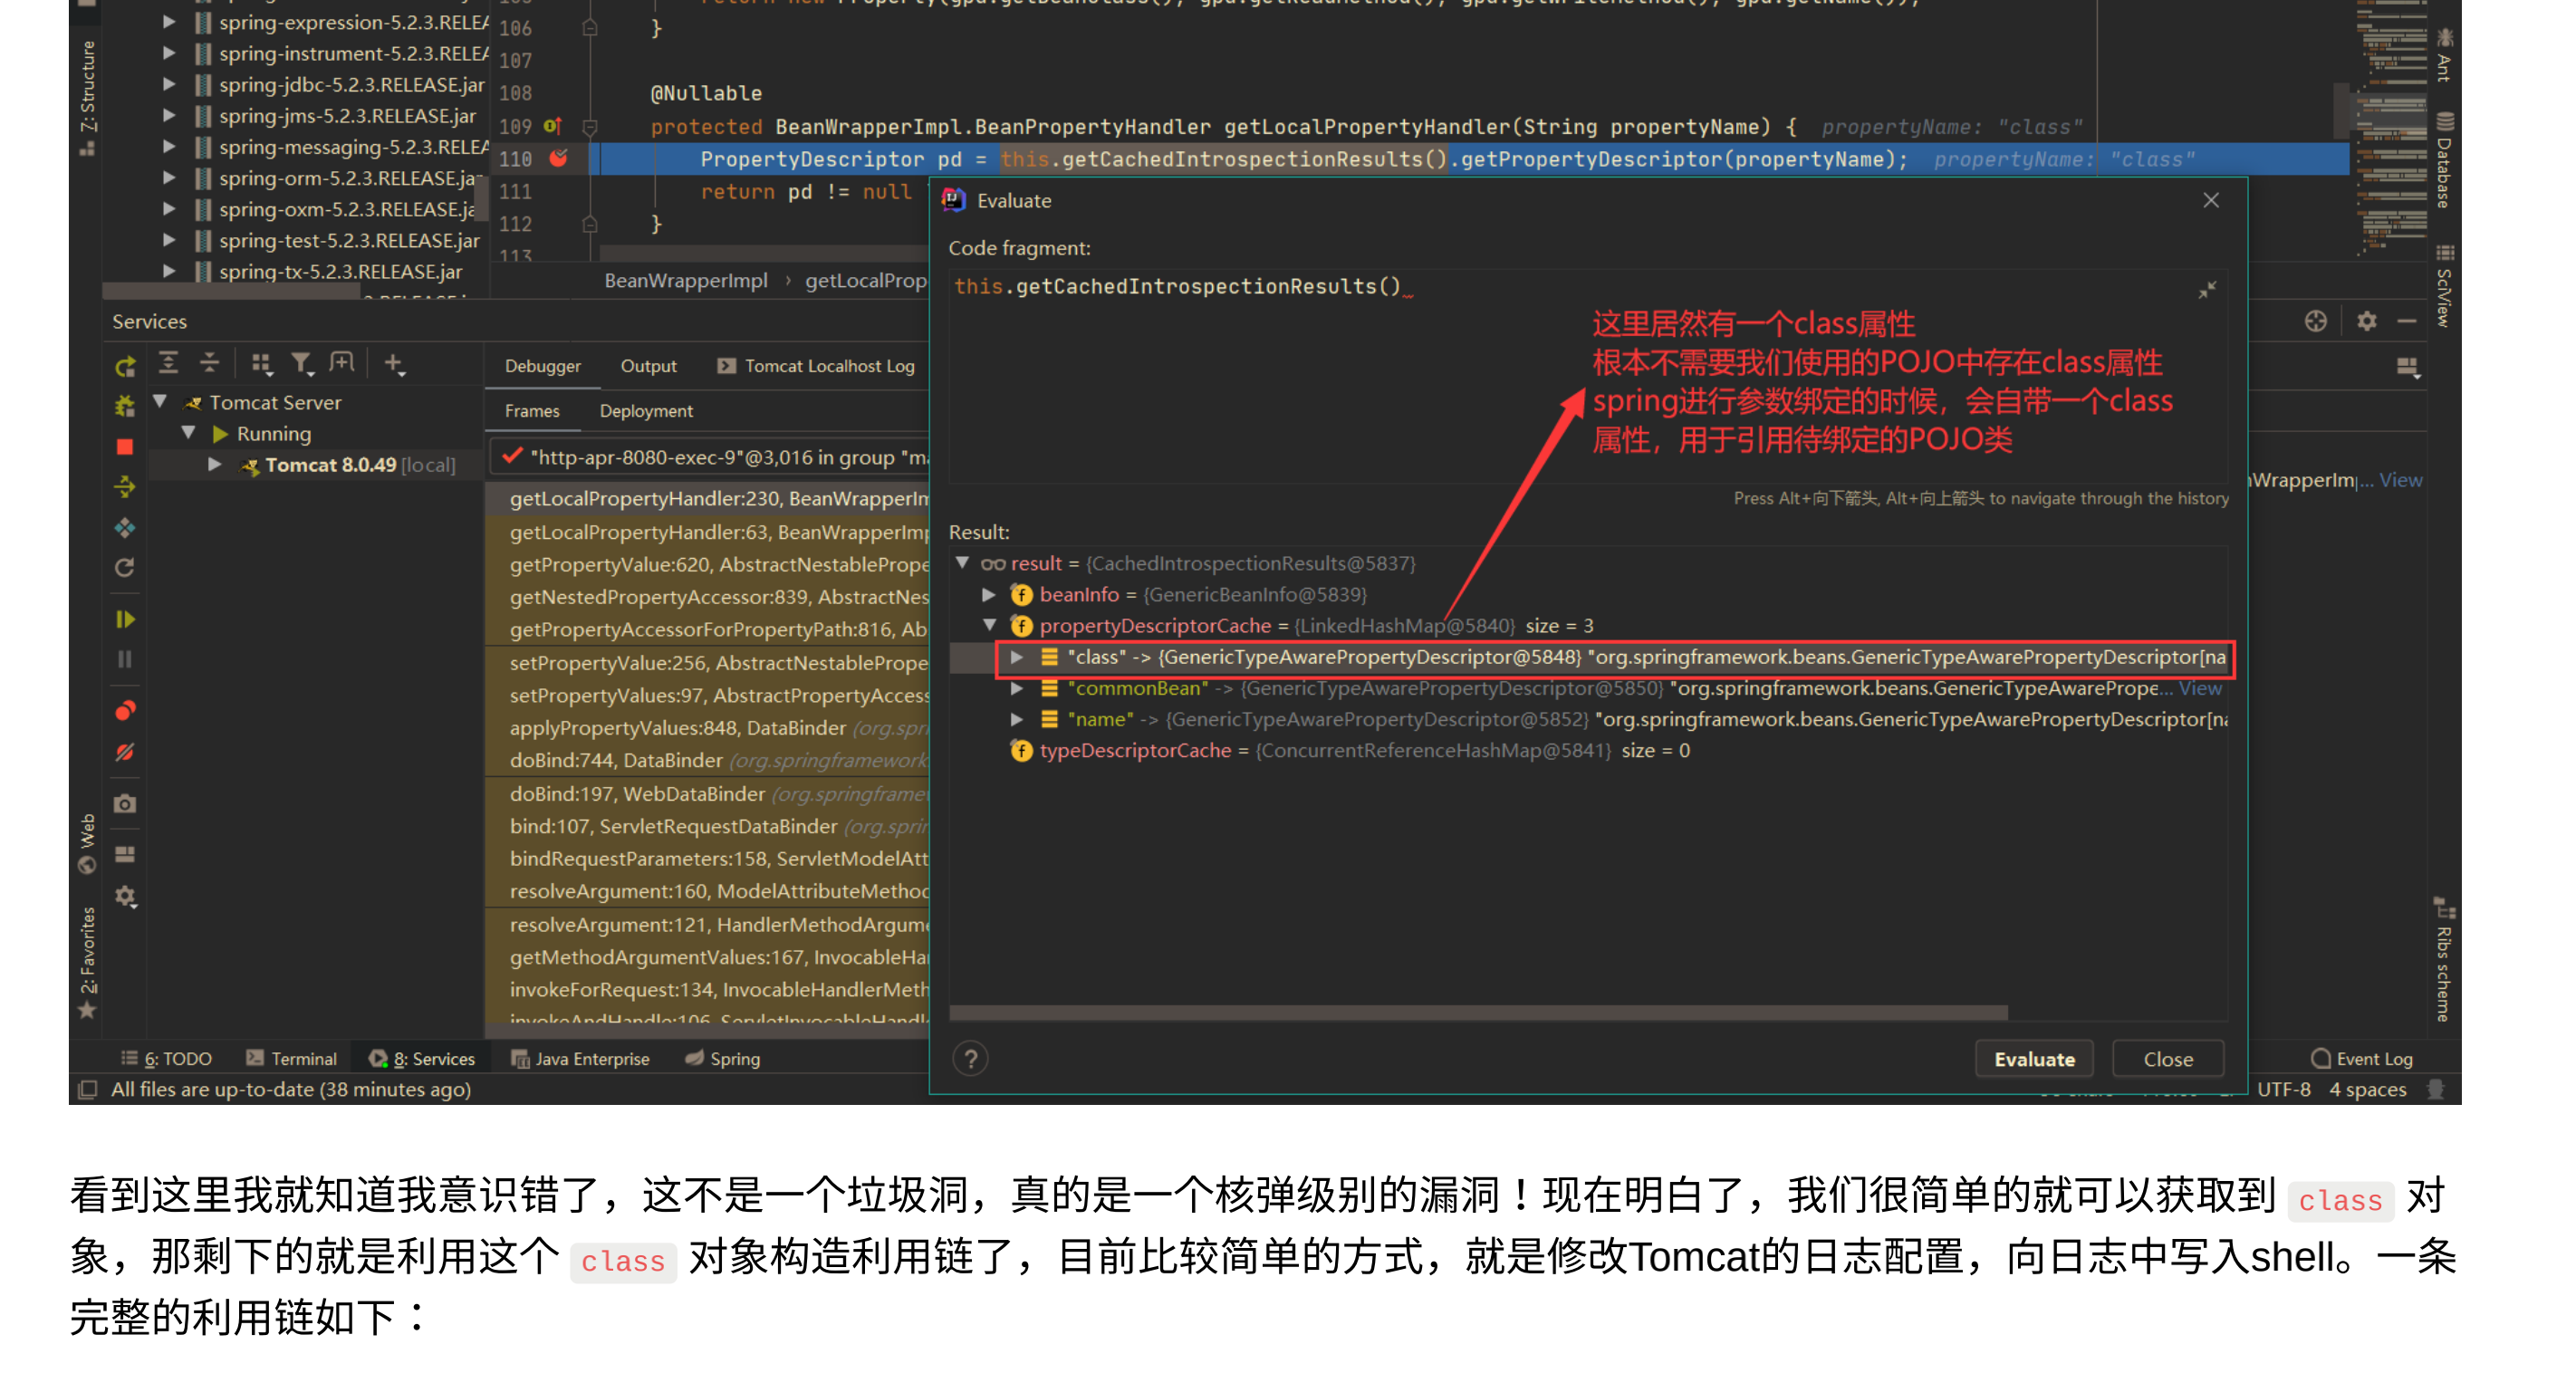 spring-expression-5.2.3.RELEA
spring-instrument-5.2.3.RELEA
spring-jdbc-5.2.3.RELEASE.jar
spring-jms-5.2.3.RELEASE.jar
spring-messaging-5.2.3.RELEA
spring-orm-5.2.3.RELEASE.jar
spring-oxm-5.2.3.RELEASE.ja
spring-test-5.2.3.RELEASE.jar
spring-tx-5.2.3.RELEASE.jar
Z: Structure
106 }
107
108 @Nullable
109 protected BeanWrapperImpl.BeanPropertyHandler getLocalPropertyHandler(String propertyName) { propertyName: "class"
110 PropertyDescriptor pd = this.getCachedIntrospectionResults().getPropertyDescriptor(propertyName); propertyName: "class"
111 return pd != null
112 }
113
BeanWrapperImpl › getLocalProp
Ant
Database
SciView
Services
Debugger Output Tomcat Localhost Log
Frames Deployment
Tomcat Server
Running
Tomcat 8.0.49 [local]
"http-apr-8080-exec-9"@3,016 in group "ma
getLocalPropertyHandler:230, BeanWrapperIm
getLocalPropertyHandler:63, BeanWrapperImp
getPropertyValue:620, AbstractNestablePrope
getNestedPropertyAccessor:839, AbstractNes
getPropertyAccessorForPropertyPath:816, Ab
setPropertyValue:256, AbstractNestablePrope
setPropertyValues:97, AbstractPropertyAccess
applyPropertyValues:848, DataBinder (org.spri
doBind:744, DataBinder (org.springframework
doBind:197, WebDataBinder (org.springframe
bind:107, ServletRequestDataBinder (org.sprin
bindRequestParameters:158, ServletModelAtt
resolveArgument:160, ModelAttributeMethod
resolveArgument:121, HandlerMethodArgume
getMethodArgumentValues:167, InvocableHa
invokeForRequest:134, InvocableHandlerMeth
invokeAndHandle:106, ServletInvocableHandl
Evaluate
Code fragment:
this.getCachedIntrospectionResults()
这里居然有一个class属性
根本不需要我们使用的POJO中存在class属性
spring进行参数绑定的时候，会自带一个class
属性，用于引用待绑定的POJO类
Press Alt+向下箭头, Alt+向上箭头 to navigate through the history
Result:
result = {CachedIntrospectionResults@5837}
beanInfo = {GenericBeanInfo@5839}
propertyDescriptorCache = {LinkedHashMap@5840} size = 3
"class" -> {GenericTypeAwarePropertyDescriptor@5848} "org.springframework.beans.GenericTypeAwarePropertyDescriptor[na
"commonBean" -> {GenericTypeAwarePropertyDescriptor@5850} "org.springframework.beans.GenericTypeAwarePrope... View
"name" -> {GenericTypeAwarePropertyDescriptor@5852} "org.springframework.beans.GenericTypeAwarePropertyDescriptor[na
typeDescriptorCache = {ConcurrentReferenceHashMap@5841} size = 0
Evaluate Close
WrapperIm... View
Web
2: Favorites
Ribs scheme
6: TODO Terminal 8: Services Java Enterprise Spring Event Log
All files are up-to-date (38 minutes ago) UTF-8 4 spaces
看到这里我就知道我意识错了，这不是一个垃圾洞，真的是一个核弹级别的漏洞！现在明白了，我们很简单的就可以获取到 class 对
象，那剩下的就是利用这个 class 对象构造利用链了，目前比较简单的方式，就是修改Tomcat的日志配置，向日志中写入shell。一条
完整的利用链如下：